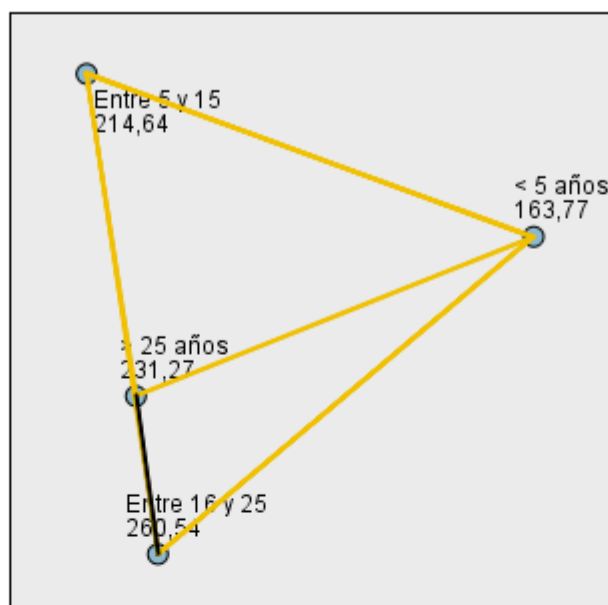 Entre 5 y 15
214,64
< 5 años
163,77
> 25 años
231,27
Entre 16 y 25
260,54